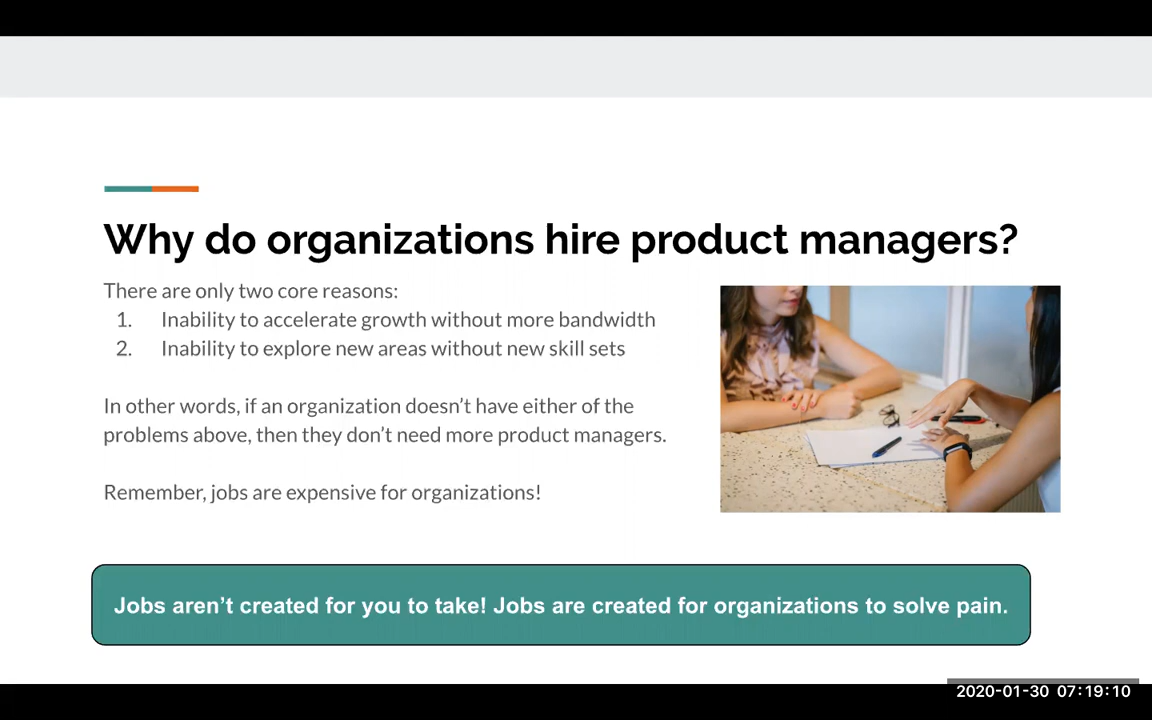 Why do organizations hire product managers?
There are only two core reasons:
1. Inability to accelerate growth without more bandwidth
2. Inability to explore new areas without new skill sets
In other words, if an organization doesn’t have either of the
problems above, then they don’t need more product managers.
Remember, jobs are expensive for organizations!
Jobs aren’t created for you to take! Jobs are created for organizations to solve pain.
2020-01-30 07:19:10